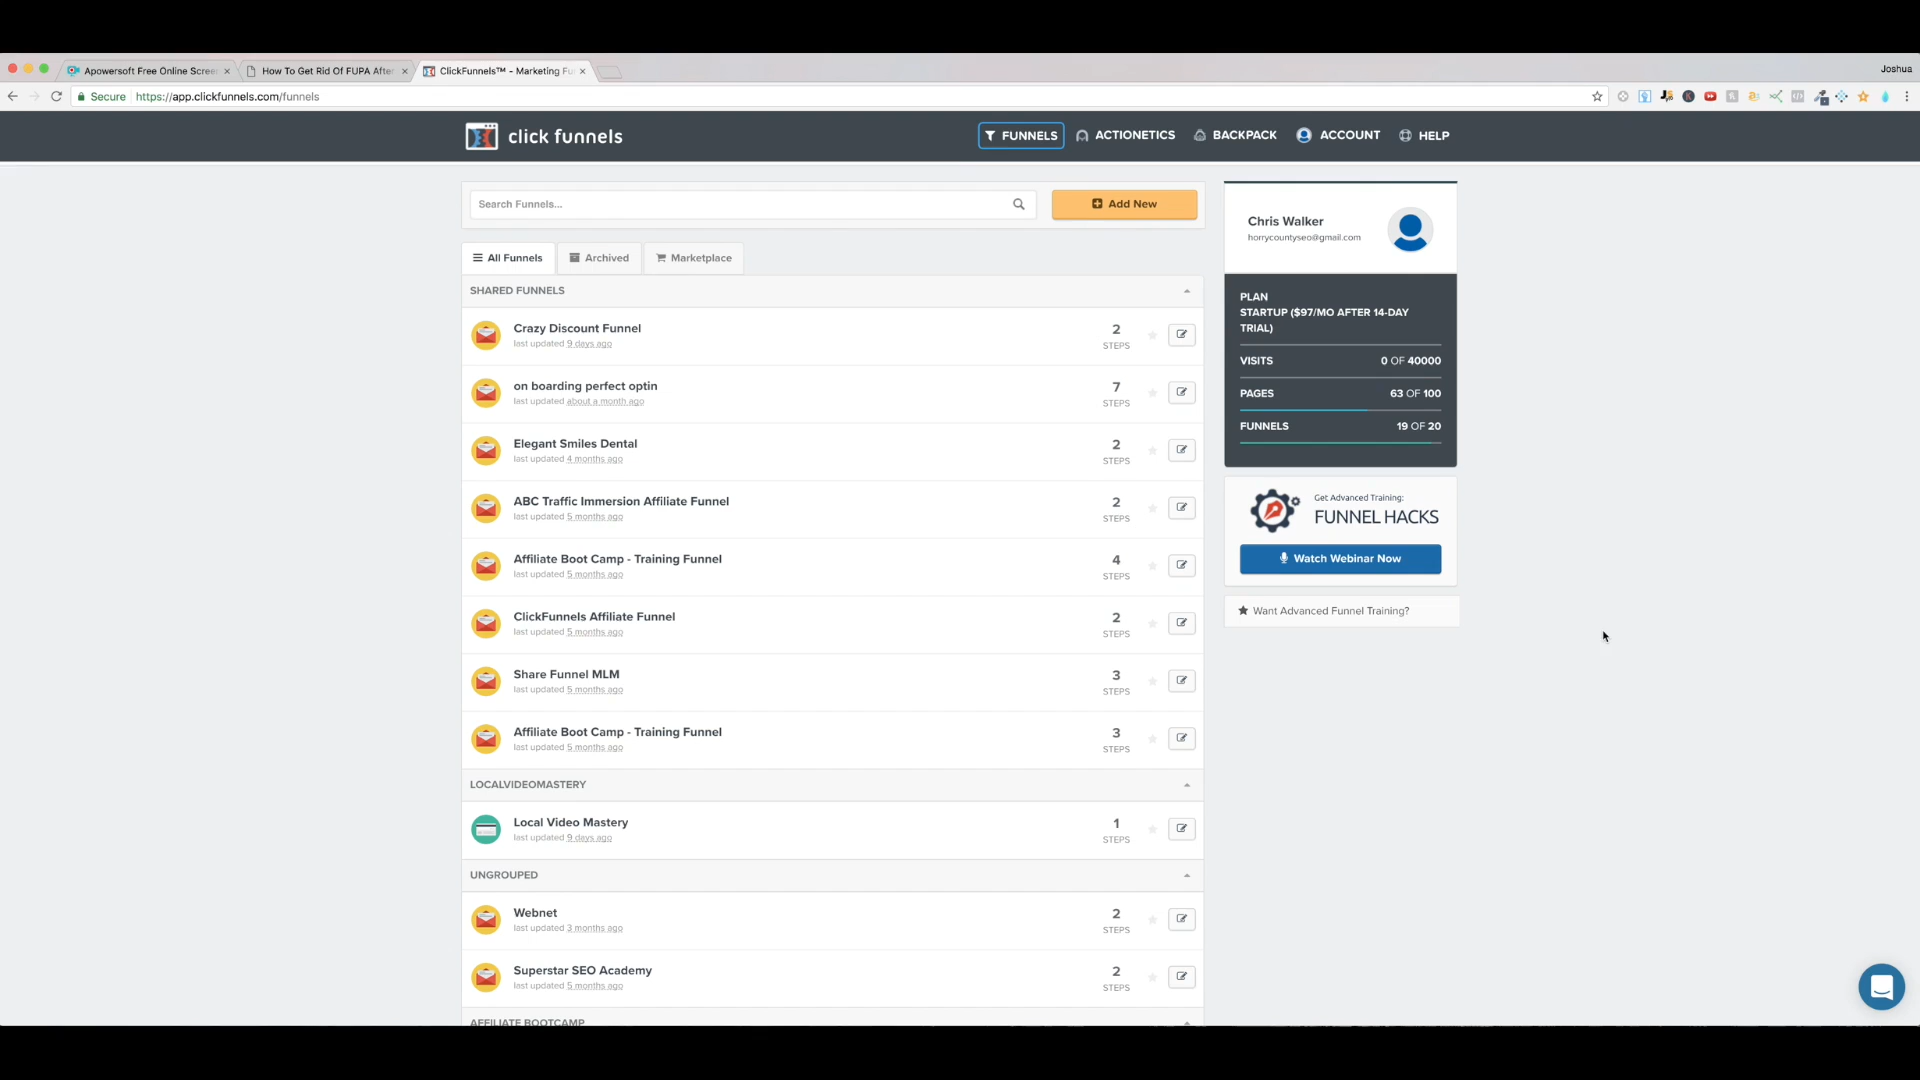 Apowersoft Free Online Screen
How To Get Rid Of FUPA After
ClickFunnels™ - Marketing Fu
Joshua
Secure
https://app.clickfunnels.com/funnels
click funnels
FUNNELS
ACTIONETICS
BACKPACK
ACCOUNT
HELP
Search Funnels...
Add New
All Funnels
Archived
Marketplace
SHARED FUNNELS
Crazy Discount Funnel
last updated 9 days ago
2
STEPS
on boarding perfect optin
last updated about a month ago
7
STEPS
Elegant Smiles Dental
last updated 4 months ago
2
STEPS
ABC Traffic Immersion Affiliate Funnel
last updated 5 months ago
2
STEPS
Affiliate Boot Camp - Training Funnel
last updated 5 months ago
4
STEPS
ClickFunnels Affiliate Funnel
last updated 5 months ago
2
STEPS
Share Funnel MLM
last updated 5 months ago
3
STEPS
Affiliate Boot Camp - Training Funnel
last updated 5 months ago
3
STEPS
LOCALVIDEOMASTERY
Local Video Mastery
last updated 9 days ago
1
STEPS
UNGROUPED
Webnet
last updated 3 months ago
2
STEPS
Superstar SEO Academy
last updated 5 months ago
2
STEPS
AFFILIATE BOOTCAMP
Chris Walker
horrycountyseo@gmail.com
PLAN
STARTUP ($97/MO AFTER 14-DAY
TRIAL)
VISITS 0 OF 40000
PAGES 63 OF 100
FUNNELS 19 OF 20
Get Advanced Training:
FUNNEL HACKS
Watch Webinar Now
Want Advanced Funnel Training?